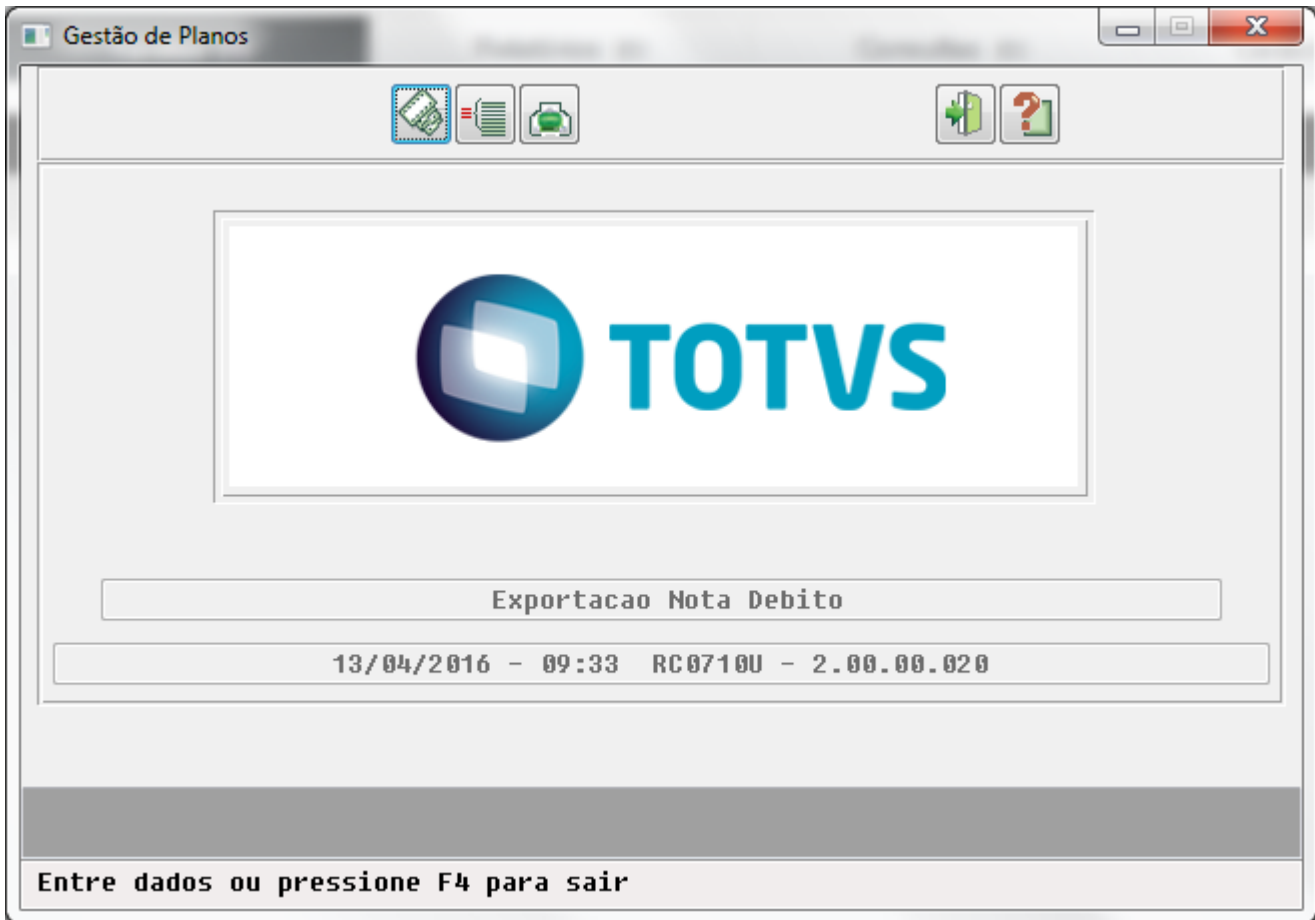 Gestão de Planos
TOTVS
Exportacao Nota Debito
13/04/2016 - 09:33 RC0710U - 2.00.00.020
Entre dados ou pressione F4 para sair